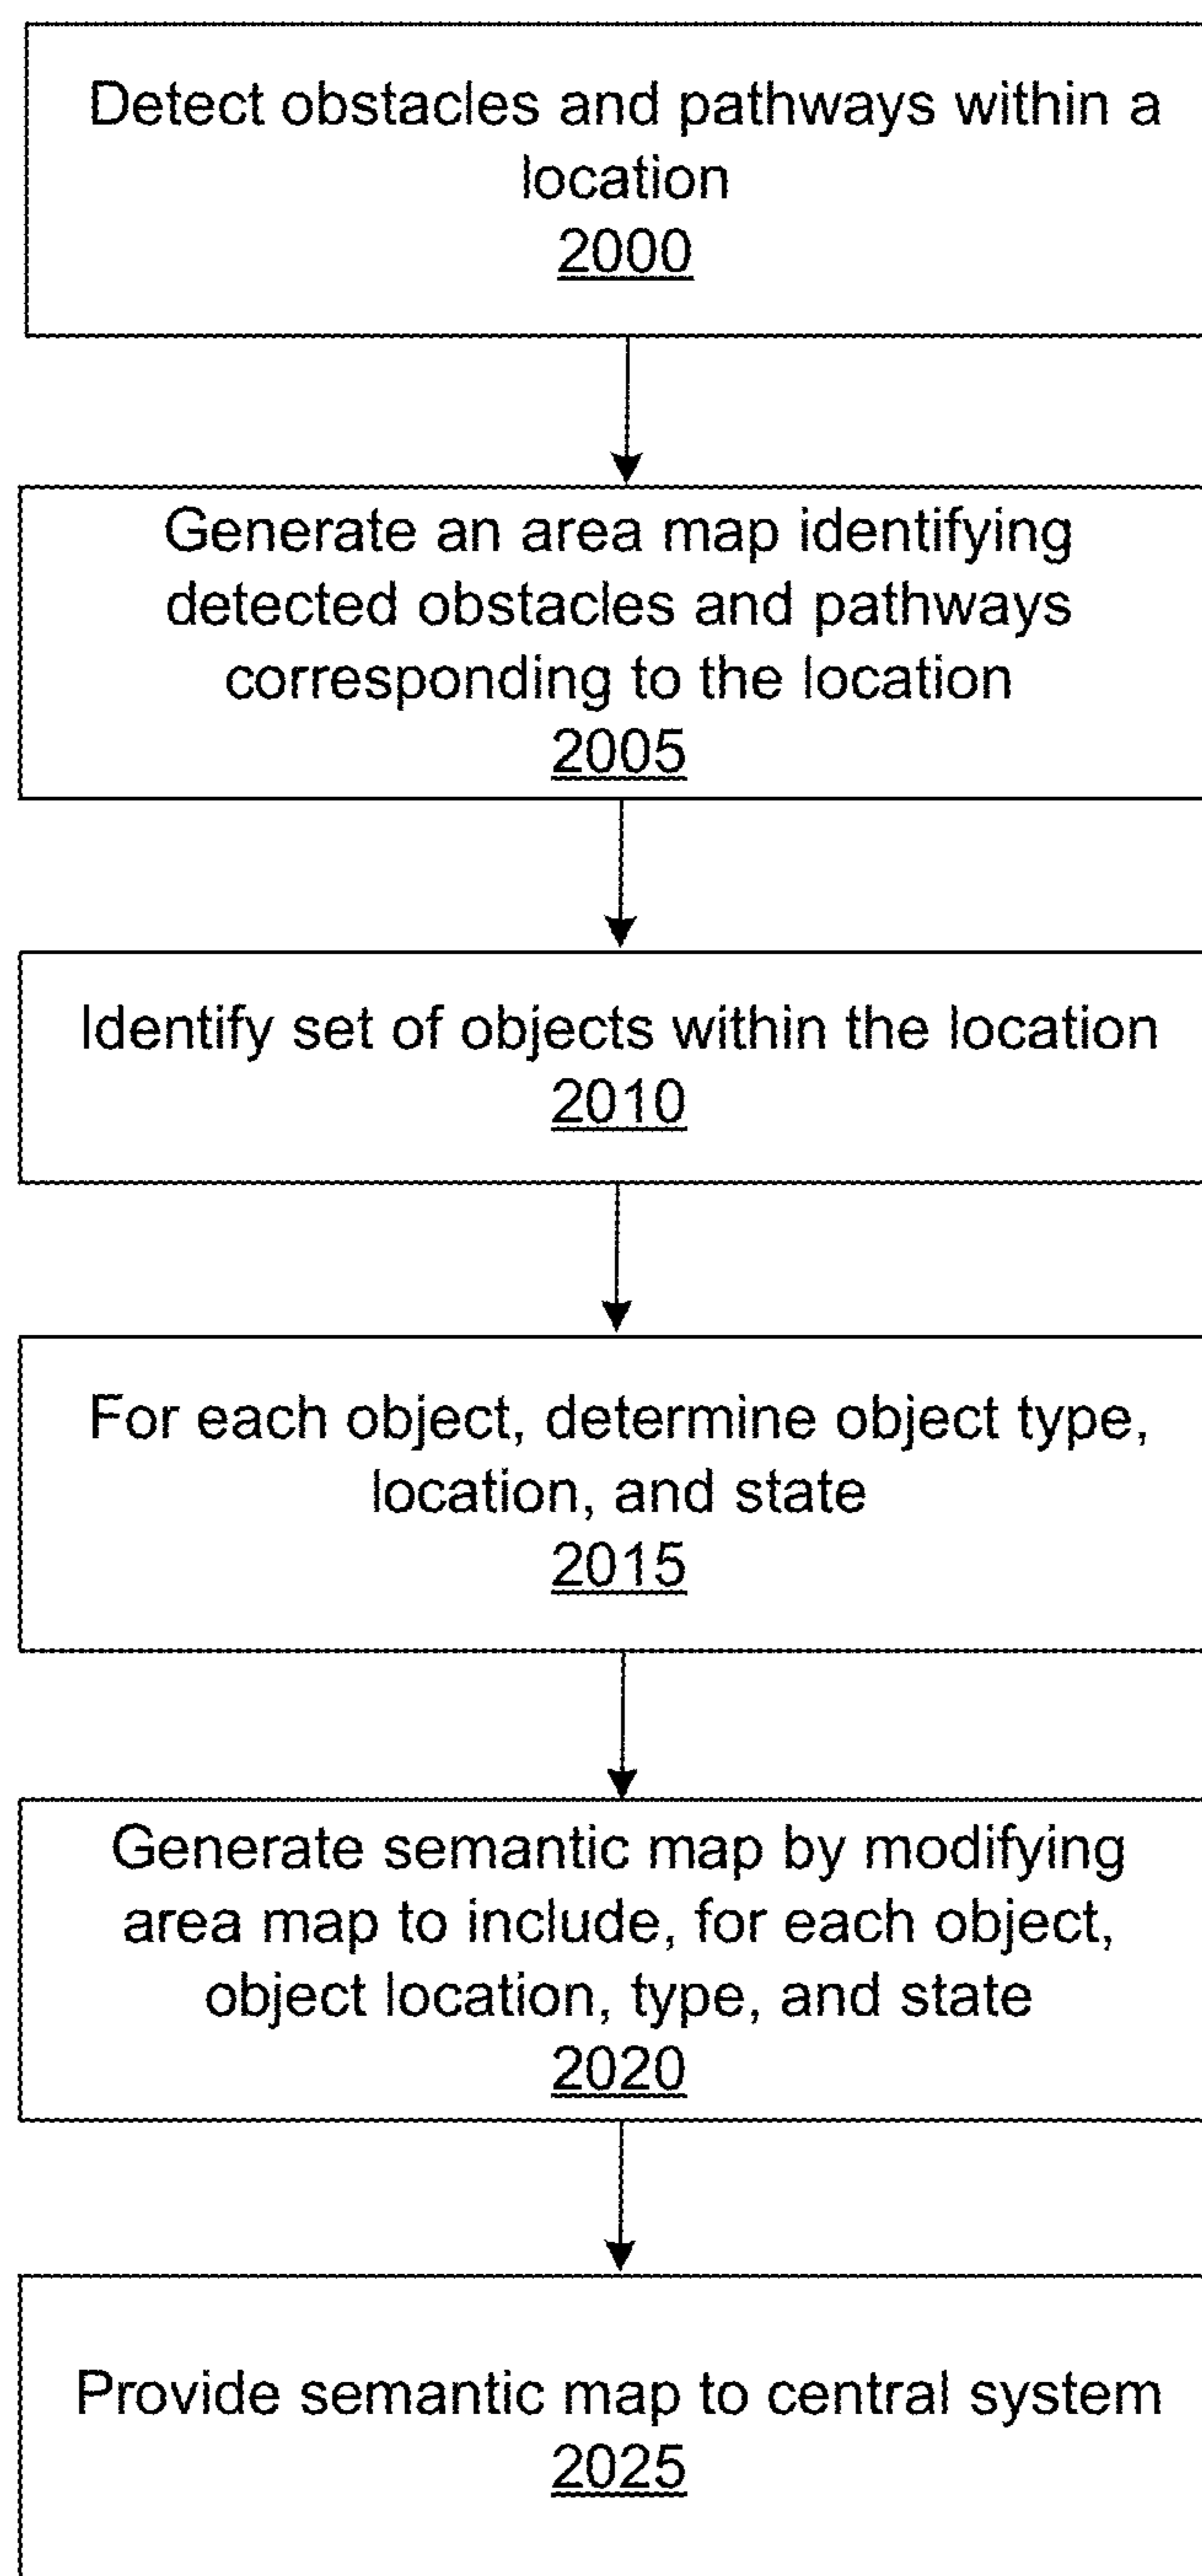 Detect obstacles and pathways within a
location
2000
Generate an area map identifying
detected obstacles and pathways
corresponding to the location
2005
Identify set of objects within the location
2010
For each object, determine object type,
location, and state
2015
Generate semantic map by modifying
area map to include, for each object,
object location, type, and state
2020
Provide semantic map to central system
2025